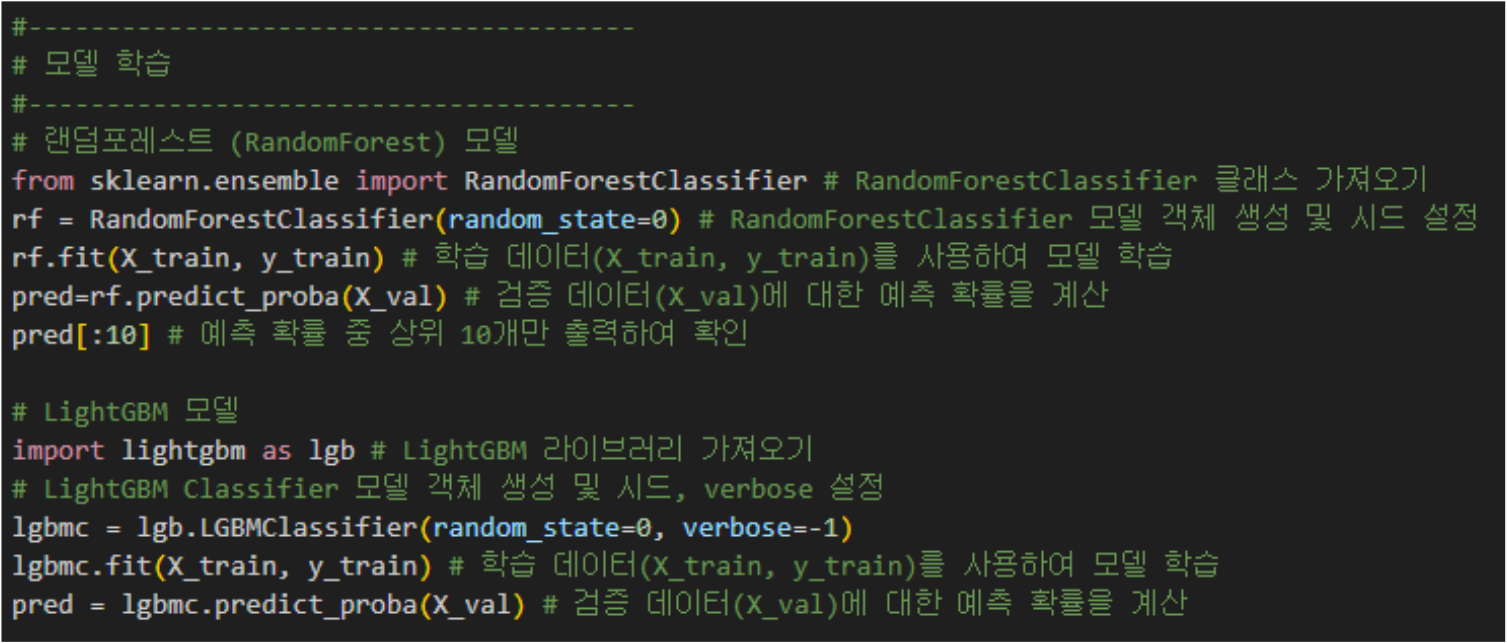 #---------------------------------------
# 모델 학습
#---------------------------------------
# 랜덤포레스트 (RandomForest) 모델
from sklearn.ensemble import RandomForestClassifier # RandomForestClassifier 클래스 가져오기
rf = RandomForestClassifier(random_state=0) # RandomForestClassifier 모델 객체 생성 및 시드 설정
rf.fit(X_train, y_train) # 학습 데이터(X_train, y_train)를 사용하여 모델 학습
pred=rf.predict_proba(X_val) # 검증 데이터(X_val)에 대한 예측 확률을 계산
pred[:10] # 예측 확률 중 상위 10개만 출력하여 확인
# LightGBM 모델
import lightgbm as lgb # LightGBM 라이브러리 가져오기
# LightGBM Classifier 모델 객체 생성 및 시드, verbose 설정
lgbmc = lgb.LGBMClassifier(random_state=0, verbose=-1)
lgbmc.fit(X_train, y_train) # 학습 데이터(X_train, y_train)를 사용하여 모델 학습
pred = lgbmc.predict_proba(X_val) # 검증 데이터(X_val)에 대한 예측 확률을 계산